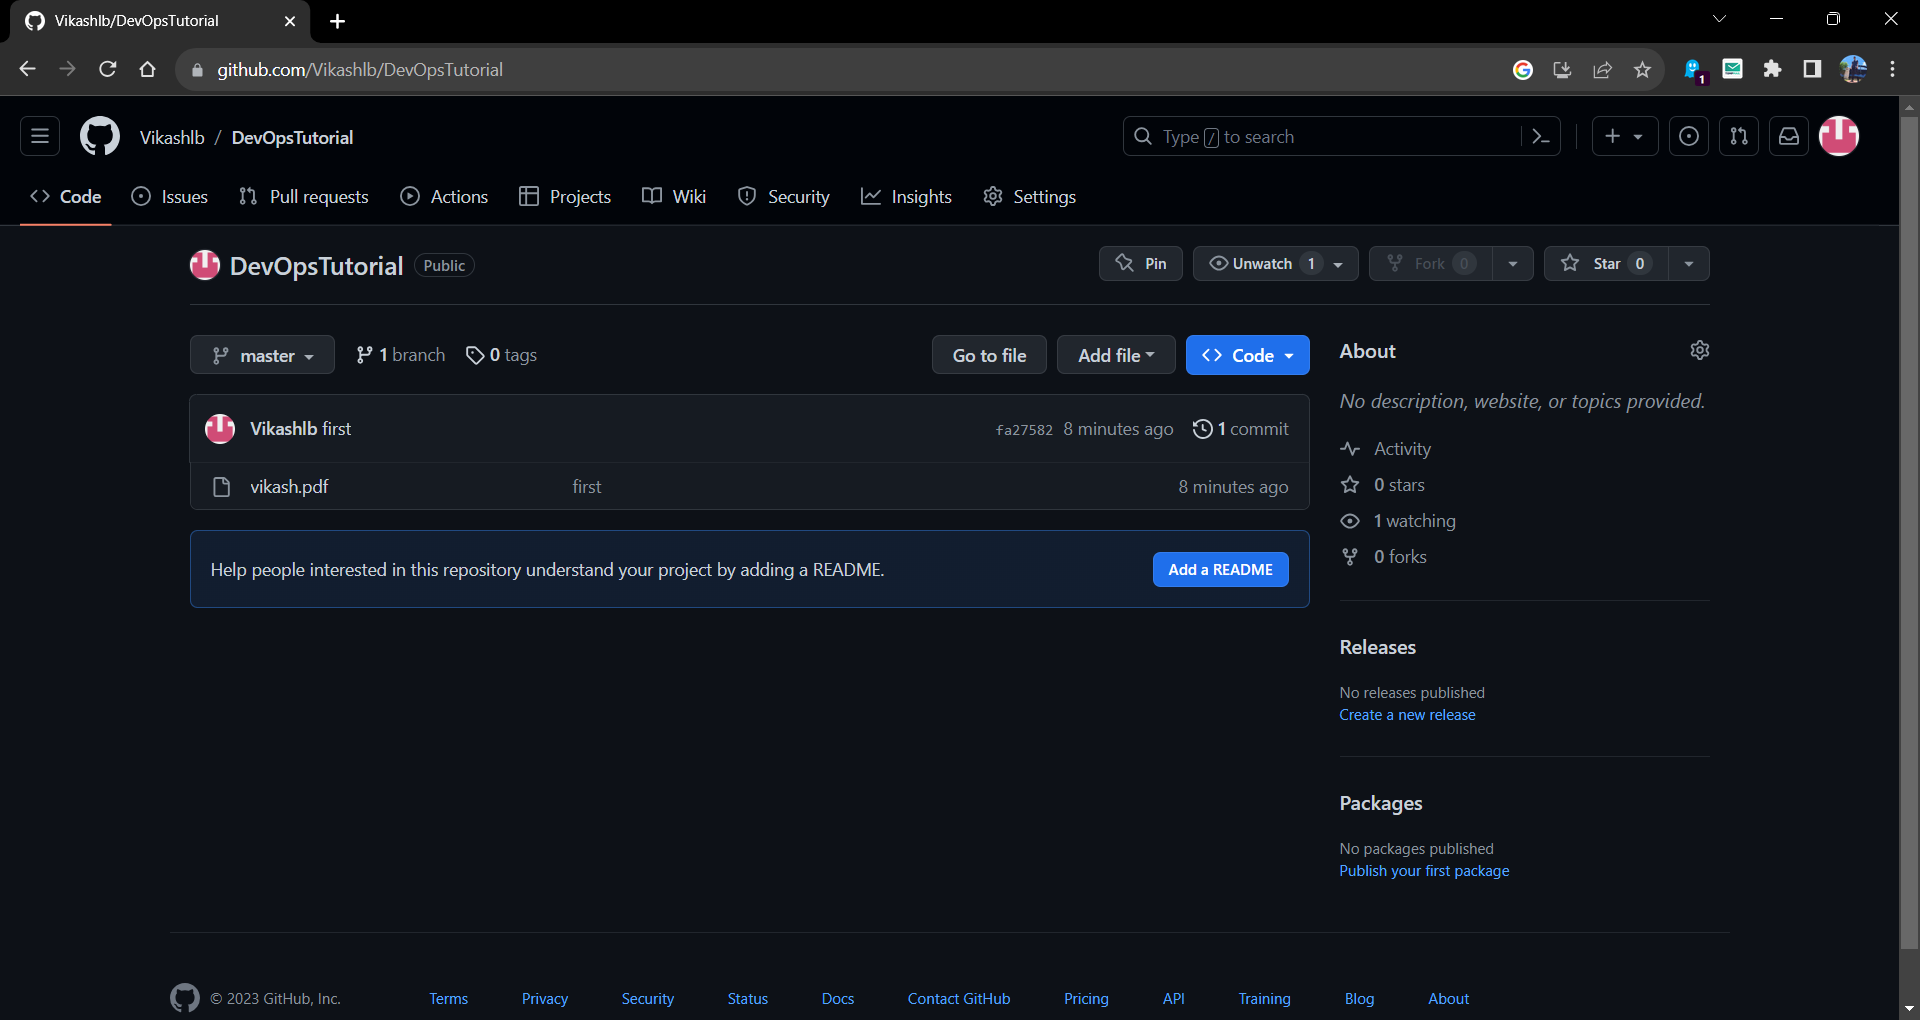 Vikashlb/DevOpsTutorial
github.com/Vikashlb/DevOpsTutorial
1
Vikashlb / DevOpsTutorial
Type / to search
Code Issues Pull requests Actions Projects Wiki Security Insights Settings
DevOpsTutorial Public
Pin Unwatch 1 Fork 0 Star 0
master 1 branch 0 tags
Go to file Add file Code
About
No description, website, or topics provided.
Vikashlb first fa27582 8 minutes ago 1 commit
Activity
vikash.pdf first 8 minutes ago
0 stars
1 watching
0 forks
Help people interested in this repository understand your project by adding a README.
Add a README
Releases
No releases published
Create a new release
Packages
No packages published
Publish your first package
© 2023 GitHub, Inc. Terms Privacy Security Status Docs Contact GitHub Pricing API Training Blog About